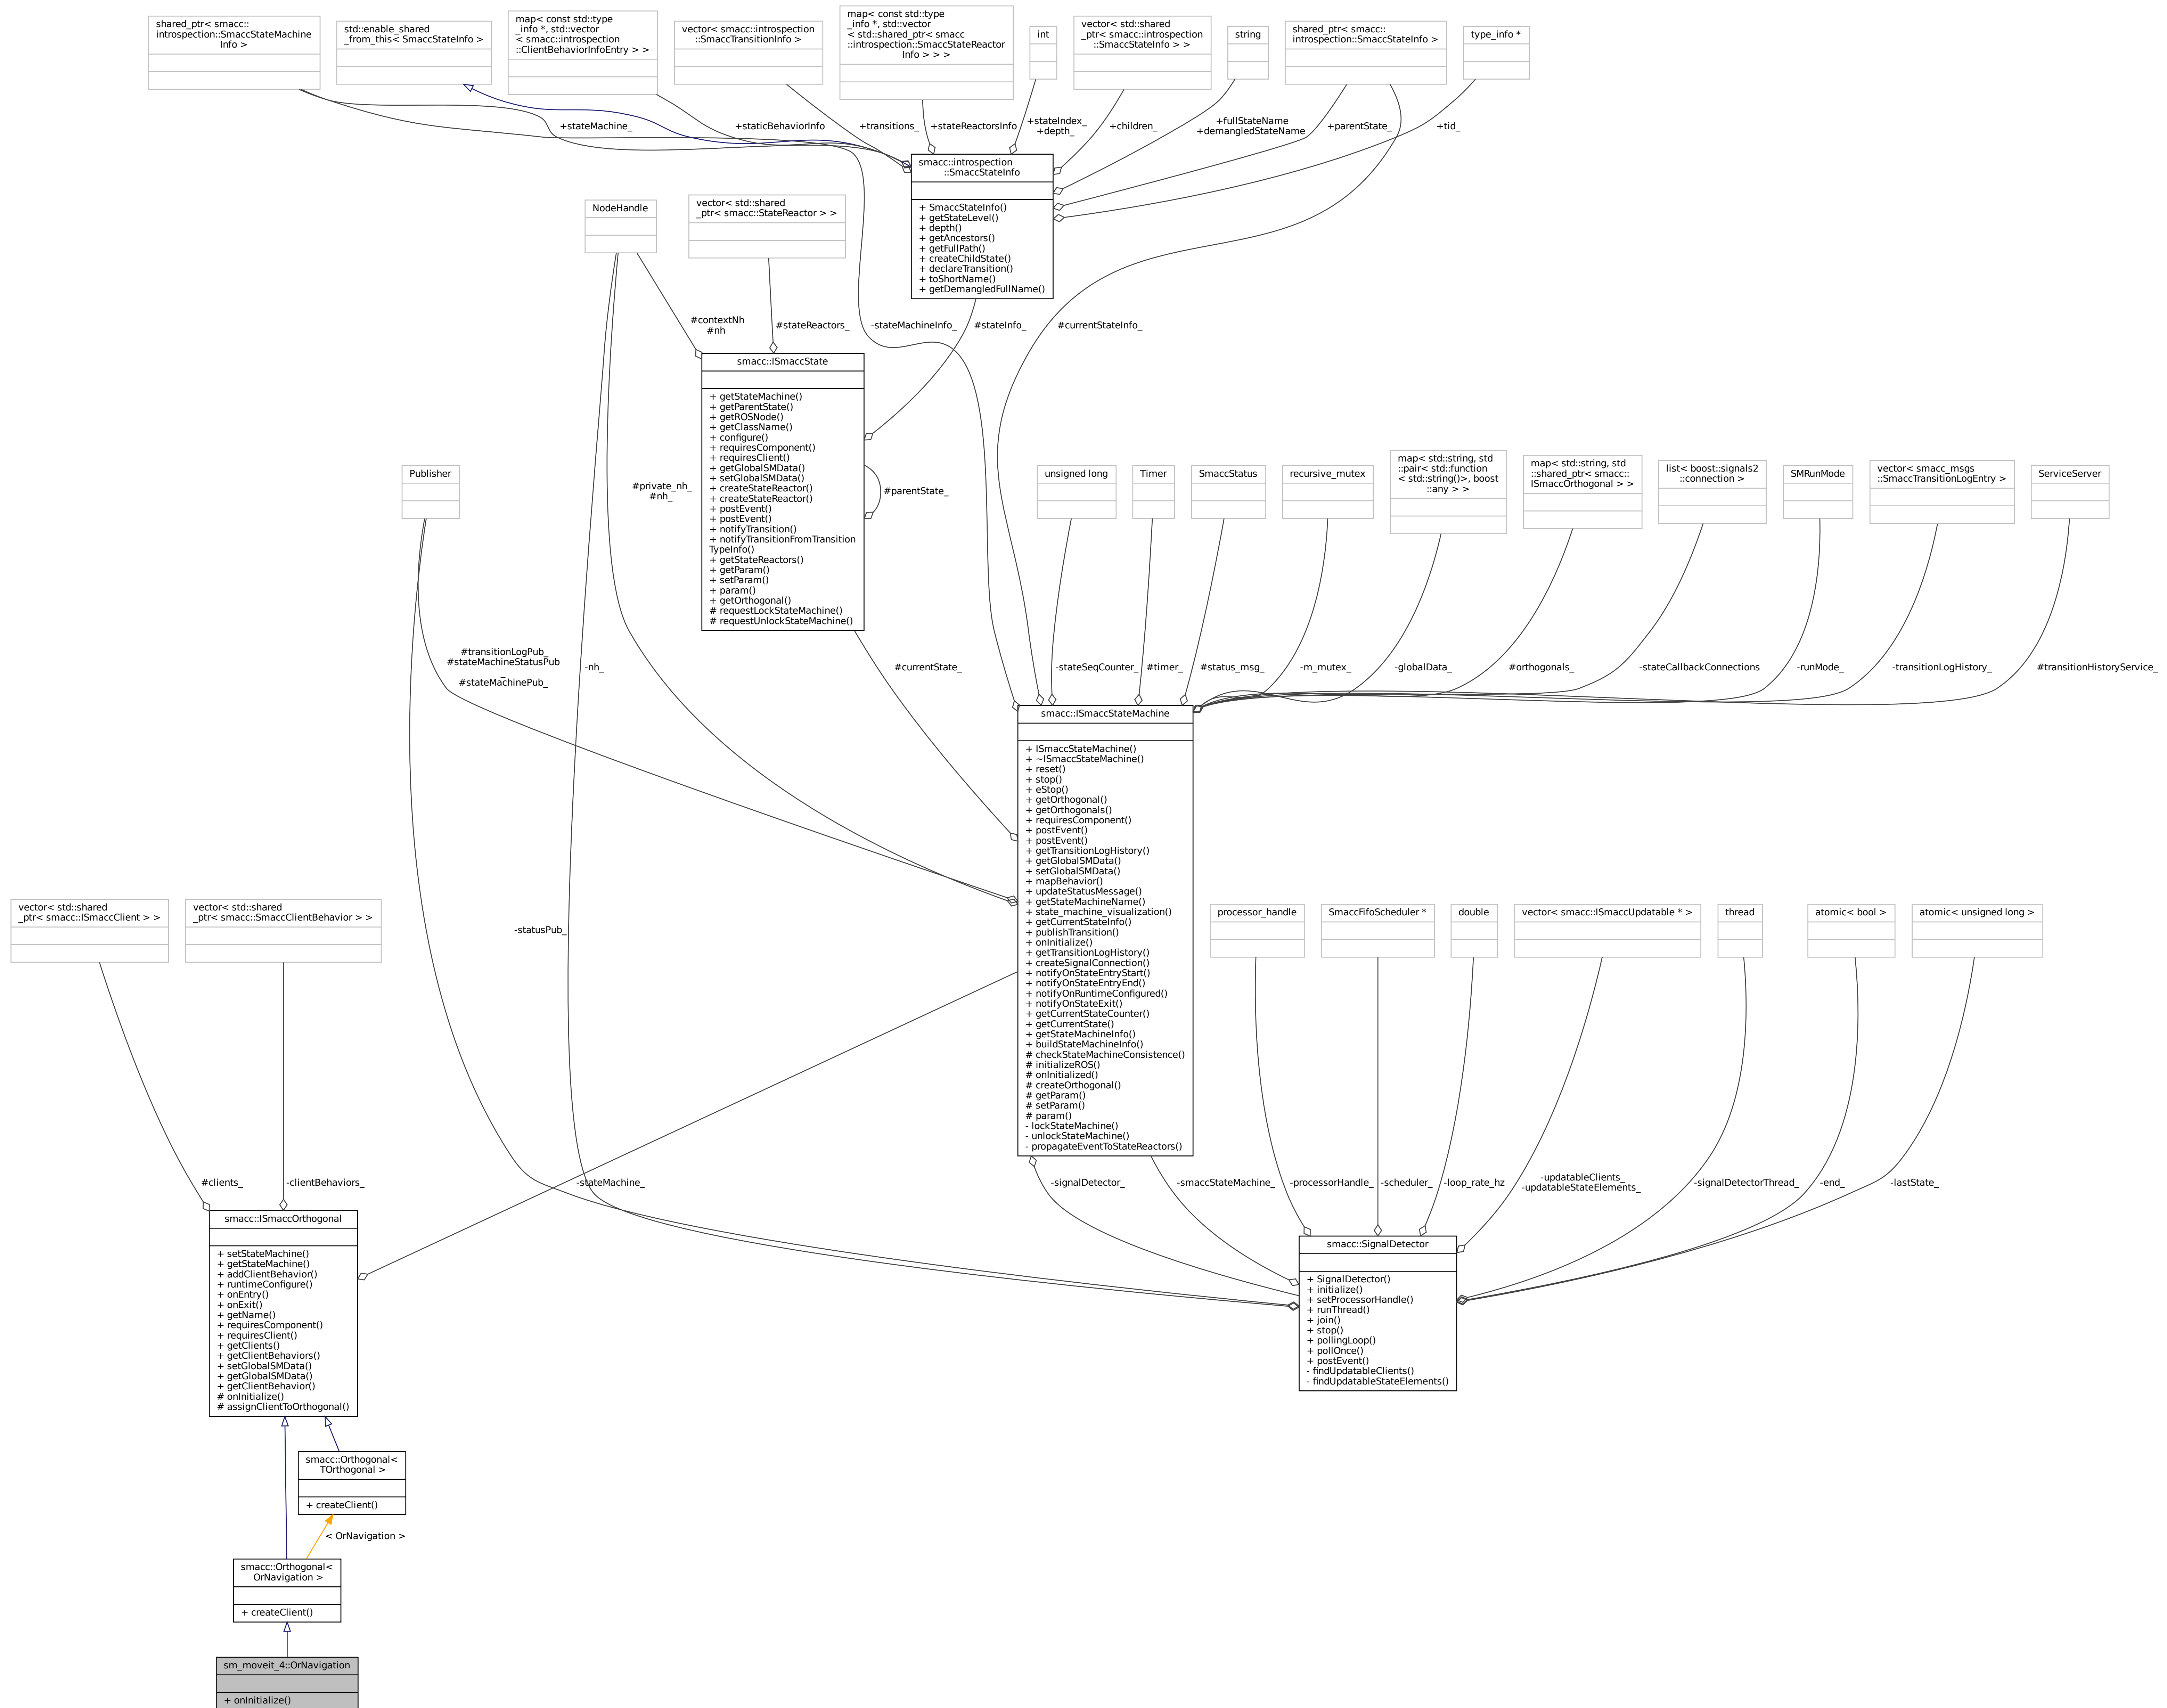 shared_ptr< smacc::
introspection::SmaccStateMachine
Info >
std::enable_shared
_from_this< SmaccStateInfo >
map< const std::type
_info *, std::vector
< smacc::introspection
::ClientBehaviorInfoEntry > >
vector< smacc::introspection
::SmaccTransitionInfo >
map< const std::type
_info *, std::vector
< std::shared_ptr< smacc
::introspection::SmaccStateReactor
Info > > >
int
vector< std::shared
_ptr< smacc::introspection
::SmaccStateInfo > >
string
shared_ptr< smacc::
introspection::SmaccStateInfo >
type_info *
+stateMachine_
+staticBehaviorInfo
+transitions_
+stateReactorsInfo
+stateIndex_
+depth_
+children_
+fullStateName
+demangledStateName
+parentState_
+tid_
smacc::introspection
::SmaccStateInfo
+ SmaccStateInfo()
+ getStateLevel()
+ depth()
+ getAncestors()
+ getFullPath()
+ createChildState()
+ declareTransition()
+ toShortName()
+ getDemangledFullName()
NodeHandle
vector< std::shared
_ptr< smacc::StateReactor > >
#contextNh
#nh
#stateReactors_
-stateMachineInfo_
#stateInfo_
#currentStateInfo_
smacc::ISmaccState
+ getStateMachine()
+ getParentState()
+ getROSNode()
+ getClassName()
+ configure()
+ requiresComponent()
+ requiresClient()
+ getGlobalSMData()
+ setGlobalSMData()
+ createStateReactor()
+ createStateReactor()
+ postEvent()
+ postEvent()
+ notifyTransition()
+ notifyTransitionFromTransition
TypeInfo()
+ getStateReactors()
+ getParam()
+ setParam()
+ param()
+ getOrthogonal()
# requestLockStateMachine()
# requestUnlockStateMachine()
#parentState_
Publisher
#private_nh_
#nh_
unsigned long
Timer
SmaccStatus
recursive_mutex
map< std::string, std
::pair< std::function
< std::string()>, boost
::any > >
map< std::string, std
::shared_ptr< smacc::
ISmaccOrthogonal > >
list< boost::signals2
::connection >
SMRunMode
vector< smacc_msgs
::SmaccTransitionLogEntry >
ServiceServer
#transitionLogPub_
#stateMachineStatusPub
_
#stateMachinePub_
-nh_
#currentState_
-stateSeqCounter_
#timer_
#status_msg_
-m_mutex_
-globalData_
#orthogonals_
-stateCallbackConnections
-runMode_
-transitionLogHistory_
#transitionHistoryService_
smacc::ISmaccStateMachine
+ ISmaccStateMachine()
+ ~ISmaccStateMachine()
+ reset()
+ stop()
+ eStop()
+ getOrthogonal()
+ getOrthogonals()
+ requiresComponent()
+ postEvent()
+ postEvent()
+ getTransitionLogHistory()
+ getGlobalSMData()
+ setGlobalSMData()
+ mapBehavior()
+ updateStatusMessage()
+ getStateMachineName()
+ state_machine_visualization()
+ getCurrentStateInfo()
+ publishTransition()
+ onInitialize()
+ getTransitionLogHistory()
+ createSignalConnection()
+ notifyOnStateEntryStart()
+ notifyOnStateEntryEnd()
+ notifyOnRuntimeConfigured()
+ notifyOnStateExit()
+ getCurrentStateCounter()
+ getCurrentState()
+ getStateMachineInfo()
+ buildStateMachineInfo()
# checkStateMachineConsistence()
# initializeROS()
# onInitialized()
# createOrthogonal()
# getParam()
# setParam()
# param()
- lockStateMachine()
- unlockStateMachine()
- propagateEventToStateReactors()
vector< std::shared
_ptr< smacc::ISmaccClient > >
vector< std::shared
_ptr< smacc::SmaccClientBehavior > >
-statusPub_
processor_handle
SmaccFifoScheduler *
double
vector< smacc::ISmaccUpdatable * >
thread
atomic< bool >
atomic< unsigned long >
#clients_
-clientBehaviors_
-stateMachine_
-signalDetector_
-smaccStateMachine_
-processorHandle_
-scheduler_
-loop_rate_hz
-updatableClients_
-updatableStateElements_
-signalDetectorThread_
-end_
-lastState_
smacc::ISmaccOrthogonal
+ setStateMachine()
+ getStateMachine()
+ addClientBehavior()
+ runtimeConfigure()
+ onEntry()
+ onExit()
+ getName()
+ requiresComponent()
+ requiresClient()
+ getClients()
+ getClientBehaviors()
+ setGlobalSMData()
+ getGlobalSMData()
+ getClientBehavior()
# onInitialize()
# assignClientToOrthogonal()
smacc::SignalDetector
+ SignalDetector()
+ initialize()
+ setProcessorHandle()
+ runThread()
+ join()
+ stop()
+ pollingLoop()
+ pollOnce()
+ postEvent()
- findUpdatableClients()
- findUpdatableStateElements()
smacc::Orthogonal<
TOrthogonal >
+ createClient()
< OrNavigation >
smacc::Orthogonal<
OrNavigation >
+ createClient()
sm_moveit_4::OrNavigation
+ onInitialize()